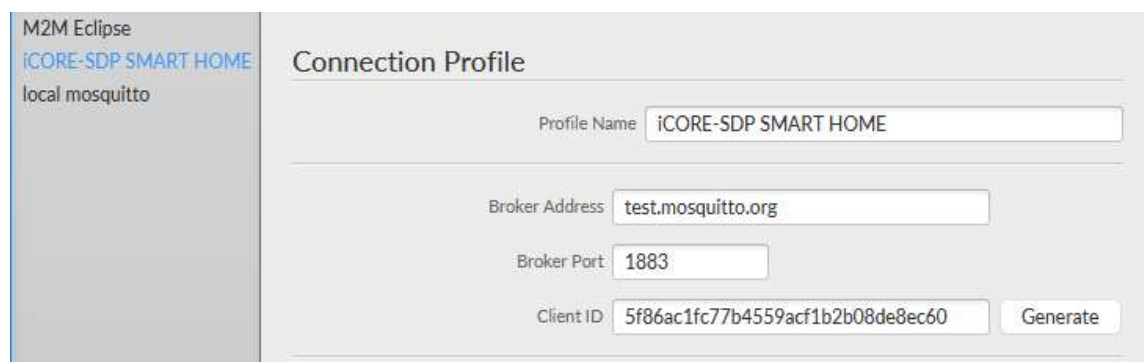 M2M Eclipse
iCORE-SDP SMART HOME
local mosquitto
Connection Profile
Profile Name iCORE-SDP SMART HOME
Broker Address test.mosquitto.org
Broker Port 1883
Client ID 5f86ac1fc77b4559acf1b2b08de8ec60 Generate